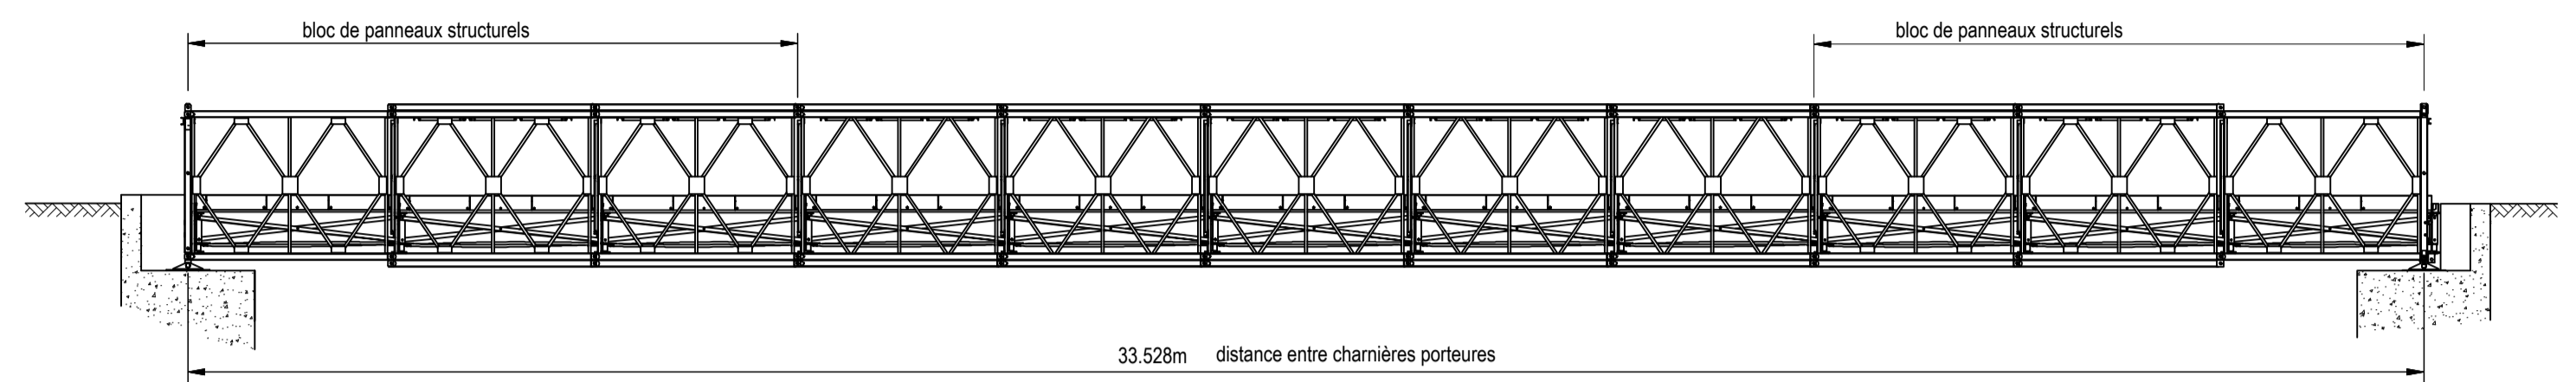 bloc de panneaux structurels
bloc de panneaux structurels
33.528m distance entre charnières porteures